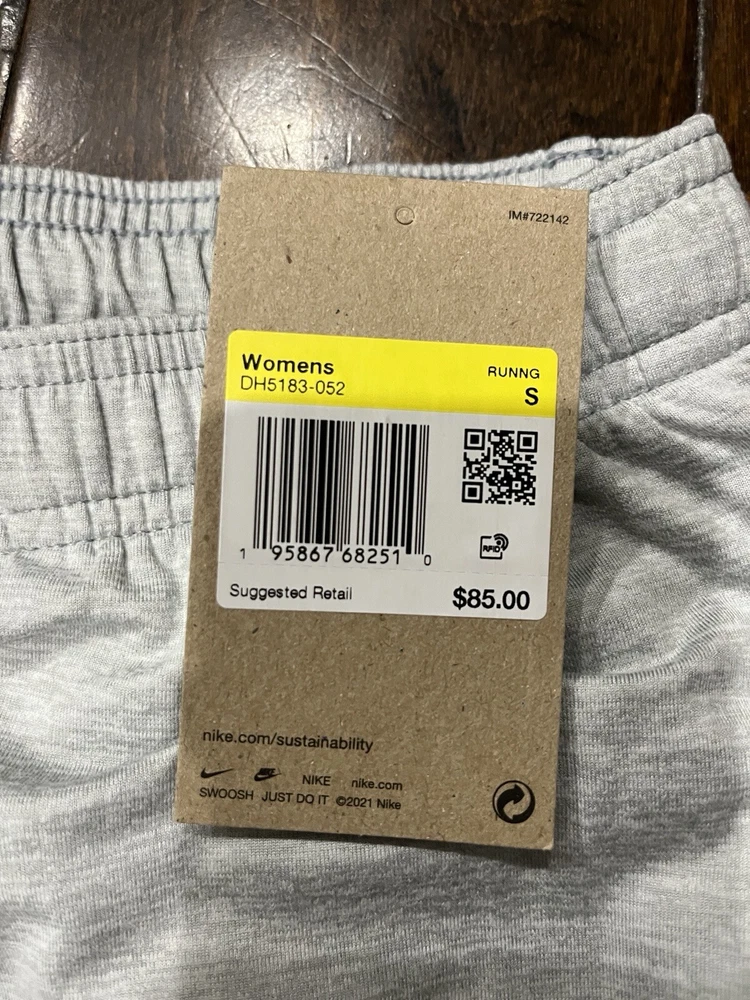 IM#722142
Womens RUNNG
DH5183-052 S
1 95867 68251 0
RFID
Suggested Retail $85.00
nike.com/sustainability
NIKE nike.com
SWOOSH JUST DO IT ©2021 Nike